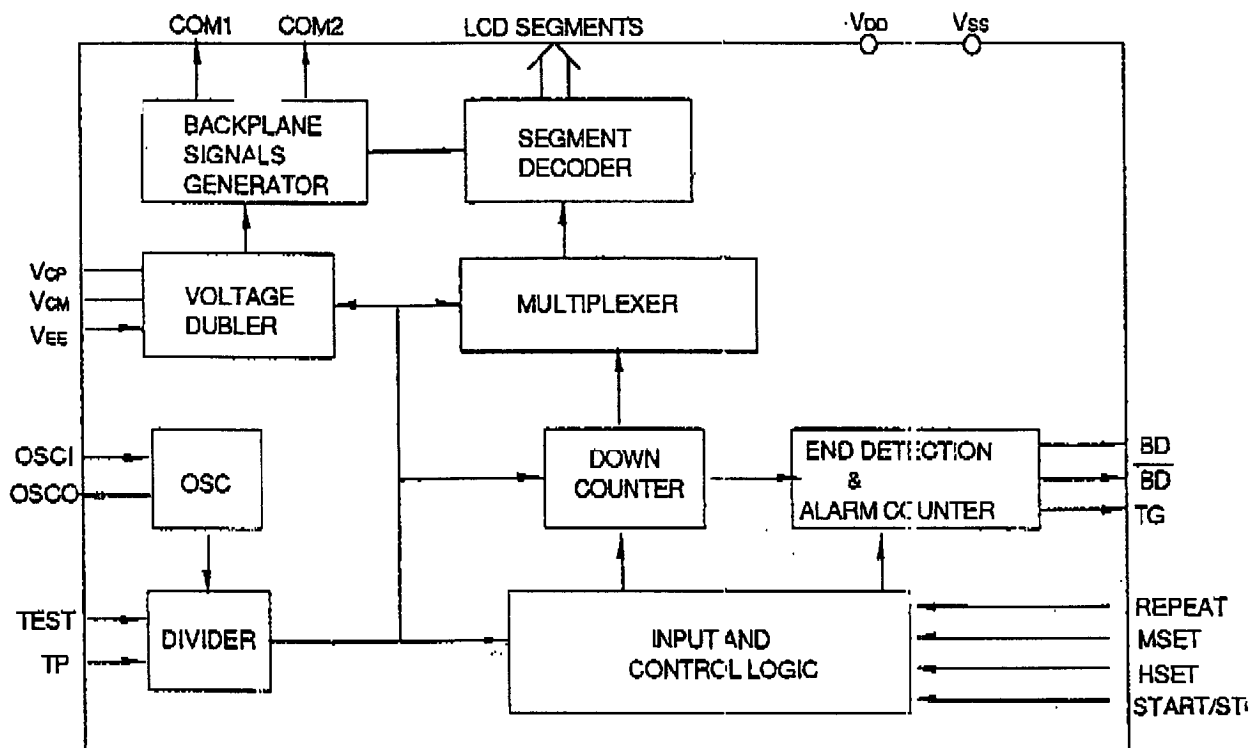 COM1 COM2 LCD SEGMENTS VDD VSS
BACKPLANE
SIGNALS
GENERATOR
SEGMENT
DECODER
VCP
VCM
VEE
VOLTAGE
DUBLER
MULTIPLEXER
OSCI
OSCO
OSC
DOWN
COUNTER
END DETECTION
&
ALARM COUNTER
BD
BD
TG
TEST
TP
DIVIDER
INPUT AND
CONTROL LOGIC
REPEAT
MSET
HSET